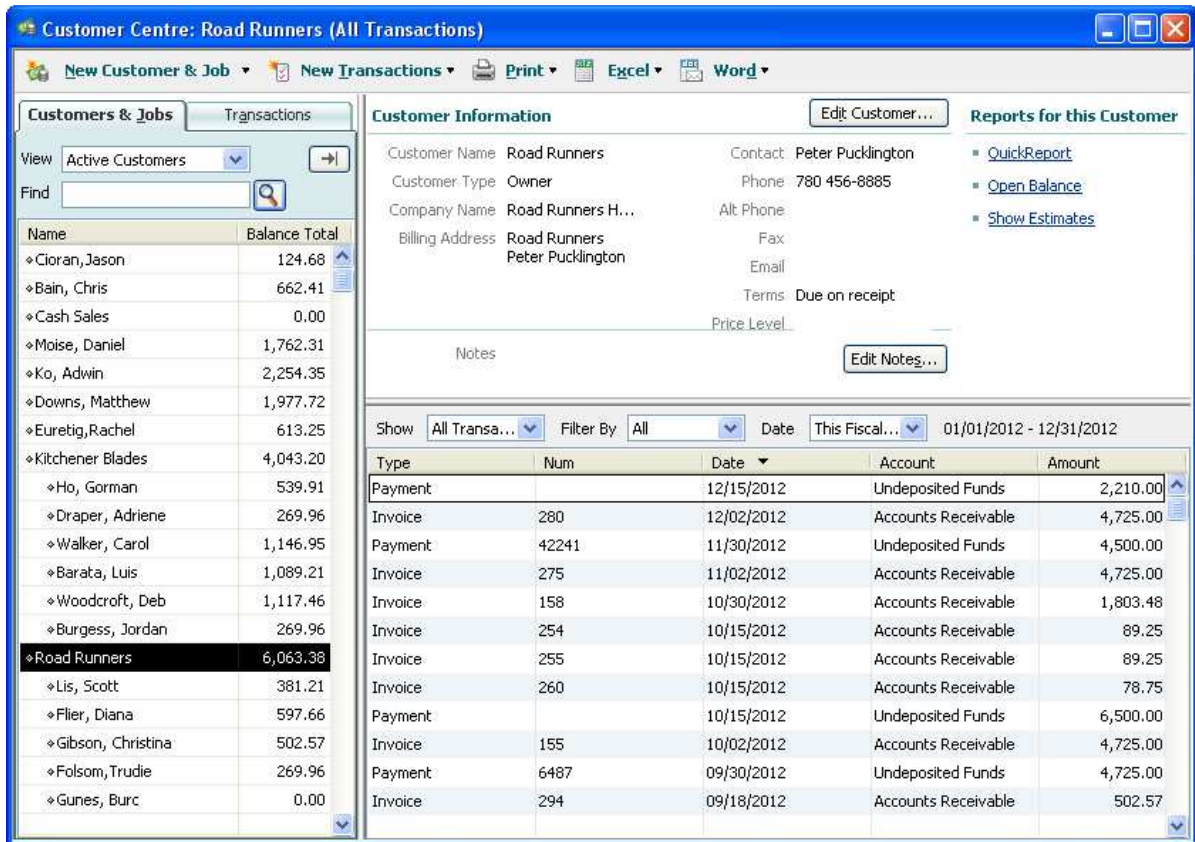 Customer Centre: Road Runners (All Transactions)
New Customer & Job New Transactions Print Excel Word
Customers & Jobs Transactions
View Active Customers
Find
Name Balance Total
Cioran,Jason 124.68
Bain, Chris 662.41
Cash Sales 0.00
Moise, Daniel 1,762.31
Ko, Adwin 2,254.35
Downs, Matthew 1,977.72
Euretig,Rachel 613.25
Kitchener Blades 4,043.20
Ho, Gorman 539.91
Draper, Adriene 269.96
Walker, Carol 1,146.95
Barata, Luis 1,089.21
Woodcroft, Deb 1,117.46
Burgess, Jordan 269.96
Road Runners 6,063.38
Lis, Scott 381.21
Flier, Diana 597.66
Gibson, Christina 502.57
Folsom,Trudie 269.96
Gunes, Burc 0.00
Customer Information Edit Customer...
Customer Name Road Runners
Customer Type Owner
Company Name Road Runners H...
Billing Address Road Runners
Peter Pucklington
Contact Peter Pucklington
Phone 780 456-8885
Alt Phone
Fax
Email
Terms Due on receipt
Price Level
Notes Edit Notes...
Reports for this Customer
QuickReport
Open Balance
Show Estimates
Show All Transa... Filter By All Date This Fiscal... 01/01/2012 - 12/31/2012
Type Num Date Account Amount
Payment 12/15/2012 Undeposited Funds 2,210.00
Invoice 280 12/02/2012 Accounts Receivable 4,725.00
Payment 42241 11/30/2012 Undeposited Funds 4,500.00
Invoice 275 11/02/2012 Accounts Receivable 4,725.00
Invoice 158 10/30/2012 Accounts Receivable 1,803.48
Invoice 254 10/15/2012 Accounts Receivable 89.25
Invoice 255 10/15/2012 Accounts Receivable 89.25
Invoice 260 10/15/2012 Accounts Receivable 78.75
Payment 10/15/2012 Undeposited Funds 6,500.00
Invoice 155 10/02/2012 Accounts Receivable 4,725.00
Payment 6487 09/30/2012 Undeposited Funds 4,725.00
Invoice 294 09/18/2012 Accounts Receivable 502.57